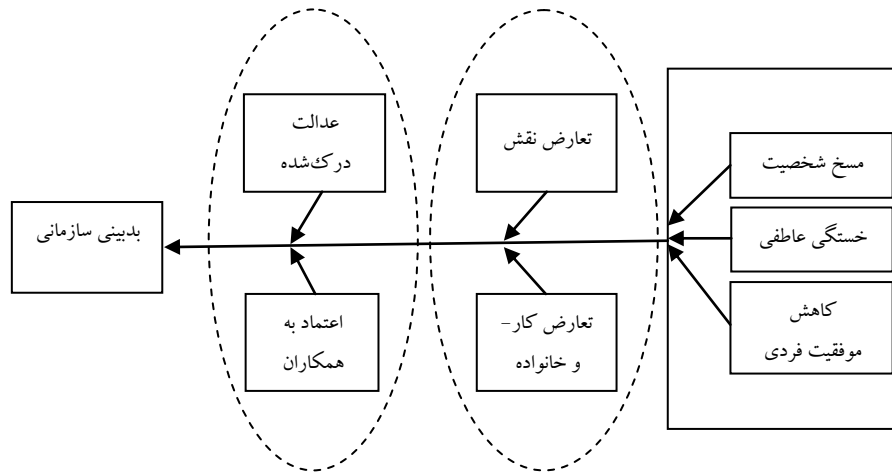 مسخ شخصیت
خستگی عاطفی
کاهش
موفقیت فردی
تعارض نقش
تعارض کار–
و خانواده
عدالت
درک‌شده
اعتماد به
همکاران
بدبینی سازمانی